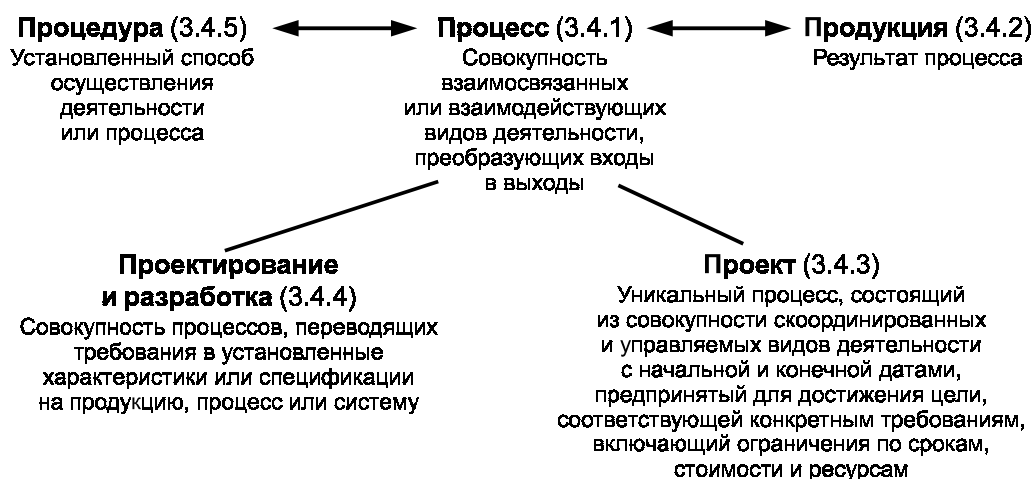 Процедура (3.4.5)
Установленный способ
осуществления
деятельности
или процесса
Процесс (3.4.1)
Совокупность
взаимосвязанных
или взаимодействующих
видов деятельности,
преобразующих входы
в выходы
Продукция (3.4.2)
Результат процесса
Проектирование
и разработка (3.4.4)
Совокупность процессов, переводящих
требования в установленные
характеристики или спецификации
на продукцию, процесс или систему
Проект (3.4.3)
Уникальный процесс, состоящий
из совокупности скоординированных
и управляемых видов деятельности
с начальной и конечной датами,
предпринятый для достижения цели,
соответствующей конкретным требованиям,
включающий ограничения по срокам,
стоимости и ресурсам